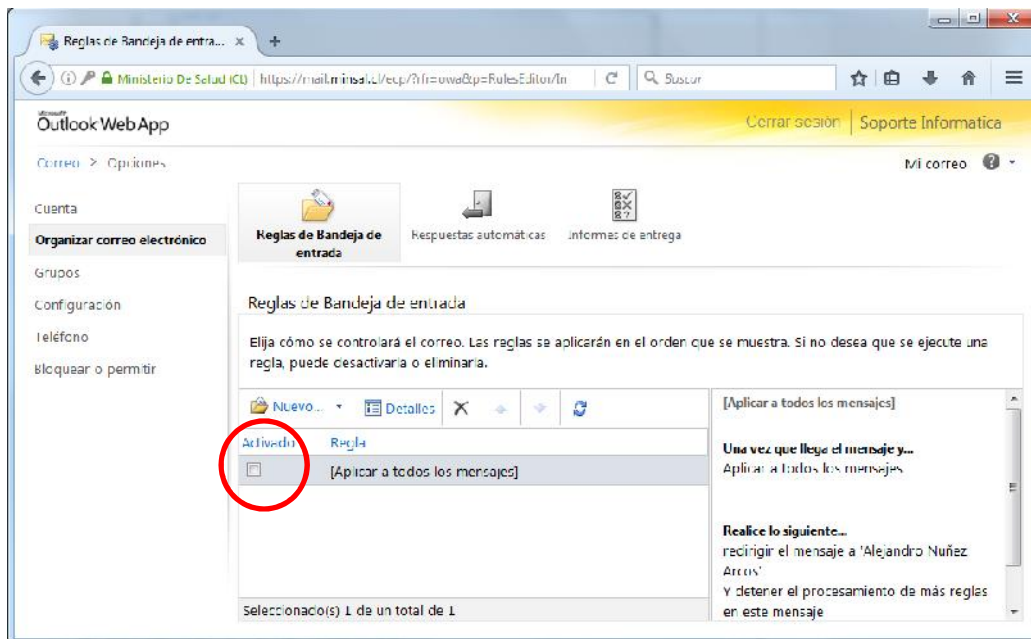 Reglas de Bandeja de entra... × +
Ministerio De Salud (CL) https://mail.minsal.cl/ecp/?rfr=owa&p=RulesEditor/In Buscar
Microsoft
Outlook Web App
Cerrar sesión Soporte Informatica
Correo > Opciones
Mi correo
Cuenta
Organizar correo electrónico
Grupos
Configuración
Teléfono
Bloquear o permitir
Reglas de Bandeja de
entrada
Respuestas automáticas
Informes de entrega
Reglas de Bandeja de entrada
Elija cómo se controlará el correo. Las reglas se aplicarán en el orden que se muestra. Si no desea que se ejecute una
regla, puede desactivarla o eliminarla.
Nuevo... Detalles
Activado Regla
[Aplicar a todos los mensajes]
Seleccionado(s) 1 de un total de 1
[Aplicar a todos los mensajes]
Una vez que llega el mensaje y...
Aplicar a todos los mensajes
Realice lo siguiente...
redirigir el mensaje a 'Alejandro Nuñez
Arcos'
Y detener el procesamiento de más reglas
en este mensaje